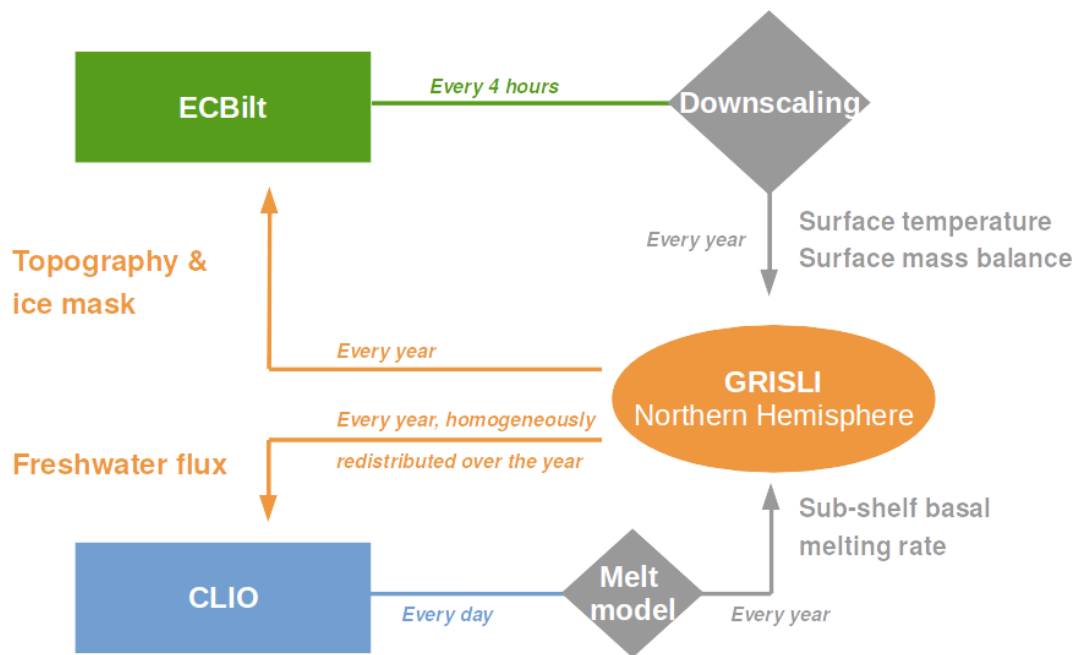 ECBilt
Every 4 hours
Downscaling
Every year
Surface temperature
Surface mass balance
Topography &
ice mask
Every year
GRISLI
Northern Hemisphere
Every year, homogeneously
redistributed over the year
Freshwater flux
Sub-shelf basal
melting rate
CLIO
Every day
Melt
model
Every year